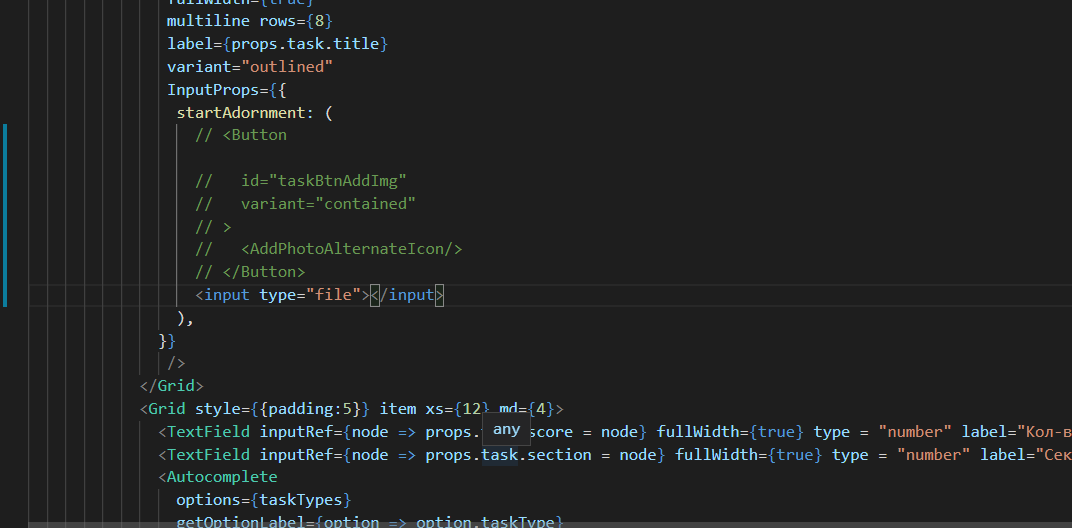 fullWidth={true}
multiline rows={8}
label={props.task.title}
variant="outlined"
InputProps={{
startAdornment: (
// <Button
//   id="taskBtnAddImg"
//   variant="contained"
// >
//   <AddPhotoAlternateIcon/>
// </Button>
<input type="file"></input>
),
}}
/>
</Grid>
<Grid style={{padding:5}} item xs={12} md={4}>
any
<TextField inputRef={node => props. score = node} fullWidth={true} type = "number" label="Кол-в
<TextField inputRef={node => props.task.section = node} fullWidth={true} type = "number" label="Сек
<Autocomplete
options={taskTypes}
getOptionLabel={option => option.taskType}